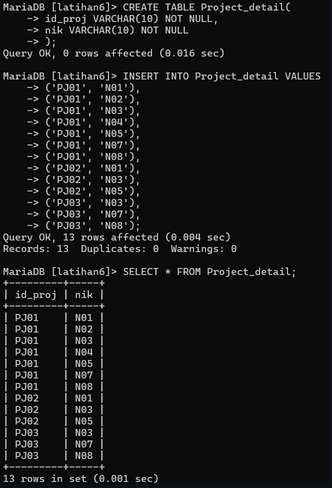 MariaDB [latihan6]> CREATE TABLE Project_detail(
    -> id_proj VARCHAR(10) NOT NULL,
    -> nik VARCHAR(10) NOT NULL
    -> );
Query OK, 0 rows affected (0.016 sec)

MariaDB [latihan6]> INSERT INTO Project_detail VALUES
    -> ('PJ01', 'N01'),
    -> ('PJ01', 'N02'),
    -> ('PJ01', 'N03'),
    -> ('PJ01', 'N04'),
    -> ('PJ01', 'N05'),
    -> ('PJ01', 'N07'),
    -> ('PJ01', 'N08'),
    -> ('PJ02', 'N01'),
    -> ('PJ02', 'N03'),
    -> ('PJ02', 'N05'),
    -> ('PJ03', 'N03'),
    -> ('PJ03', 'N07'),
    -> ('PJ03', 'N08');
Query OK, 13 rows affected (0.004 sec)
Records: 13  Duplicates: 0  Warnings: 0

MariaDB [latihan6]> SELECT * FROM Project_detail;
+---------+-----+
| id_proj | nik |
+---------+-----+
| PJ01    | N01 |
| PJ01    | N02 |
| PJ01    | N03 |
| PJ01    | N04 |
| PJ01    | N05 |
| PJ01    | N07 |
| PJ01    | N08 |
| PJ02    | N01 |
| PJ02    | N03 |
| PJ02    | N05 |
| PJ03    | N03 |
| PJ03    | N07 |
| PJ03    | N08 |
+---------+-----+
13 rows in set (0.001 sec)